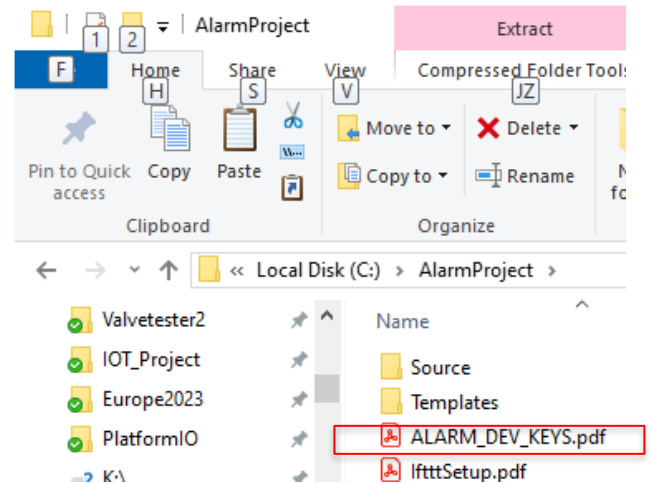 1 2 AlarmProject Extract
F Home Share View Compressed Folder Tools
H S V JZ
Move to Delete
Pin to Quick access Copy Paste
Copy to Rename
Clipboard Organize
« Local Disk (C:) > AlarmProject >
Valvetester2 Name
IOT_Project Source
Europe2023 Templates
PlatformIO ALARM_DEV_KEYS.pdf
K:\ IftttSetup.pdf